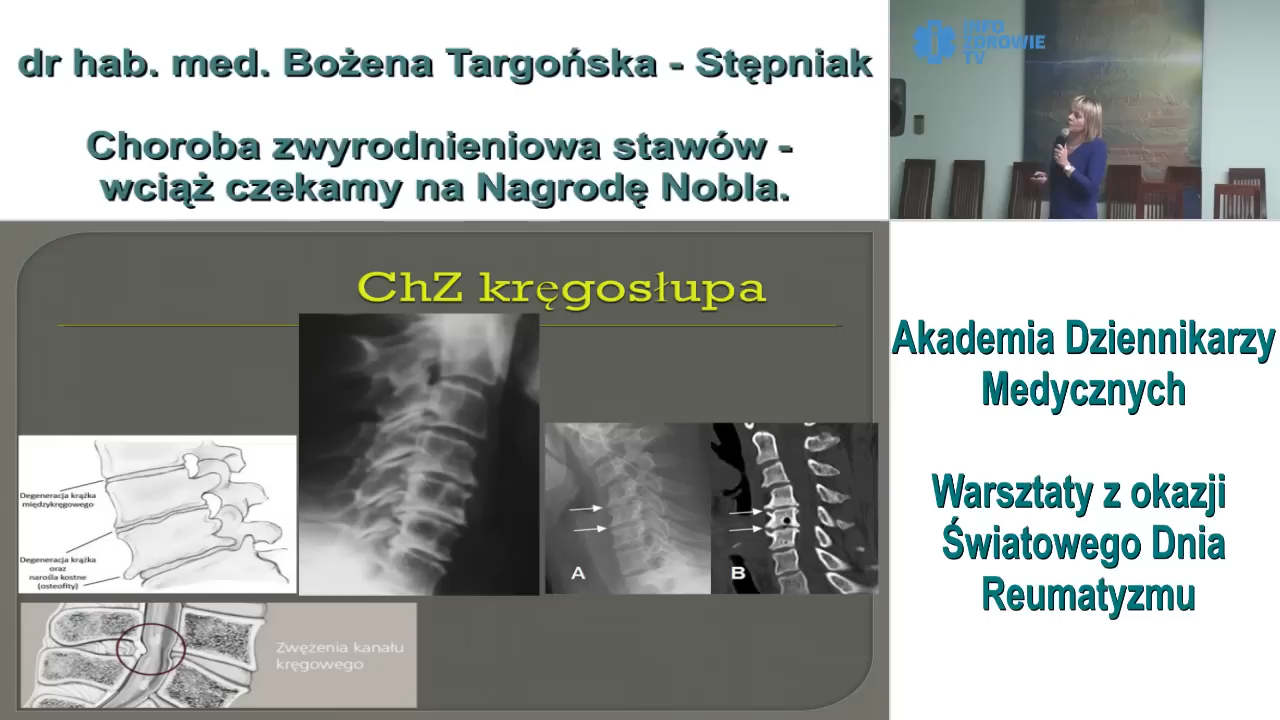 dr hab. med. Bożena Targońska - Stępniak
Choroba zwyrodnieniowa stawów -
wciąż czekamy na Nagrodę Nobla.
INFO
ZDROWIE
TV
ChZ kręgosłupa
Degeneracja krążka
międzykręgowego
Degeneracja krążka
oraz
narośla kostne
(osteofity)
A
B
Zwężenia kanału
kręgowego
Akademia Dziennikarzy
Medycznych
Warsztaty z okazji
Światowego Dnia
Reumatyzmu